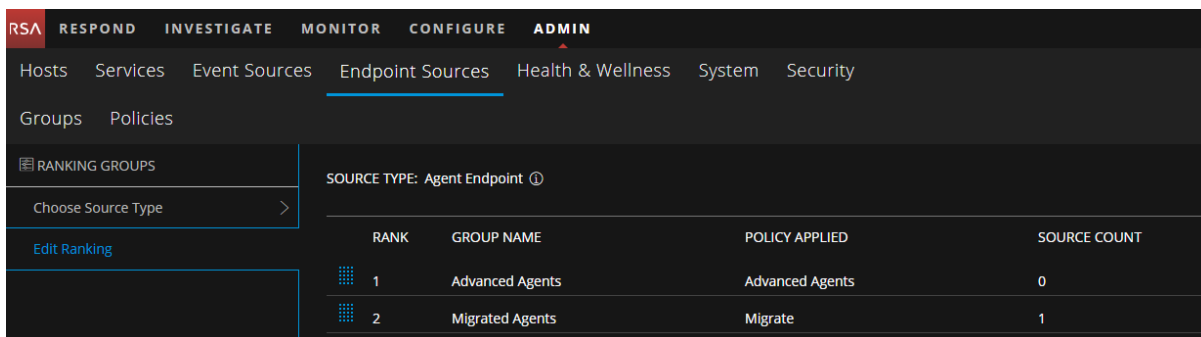 RSA RESPOND INVESTIGATE MONITOR CONFIGURE ADMIN
Hosts Services Event Sources Endpoint Sources Health & Wellness System Security
Groups Policies
RANKING GROUPS
Choose Source Type >
Edit Ranking
SOURCE TYPE: Agent Endpoint
RANK GROUP NAME POLICY APPLIED SOURCE COUNT
1 Advanced Agents Advanced Agents 0
2 Migrated Agents Migrate 1